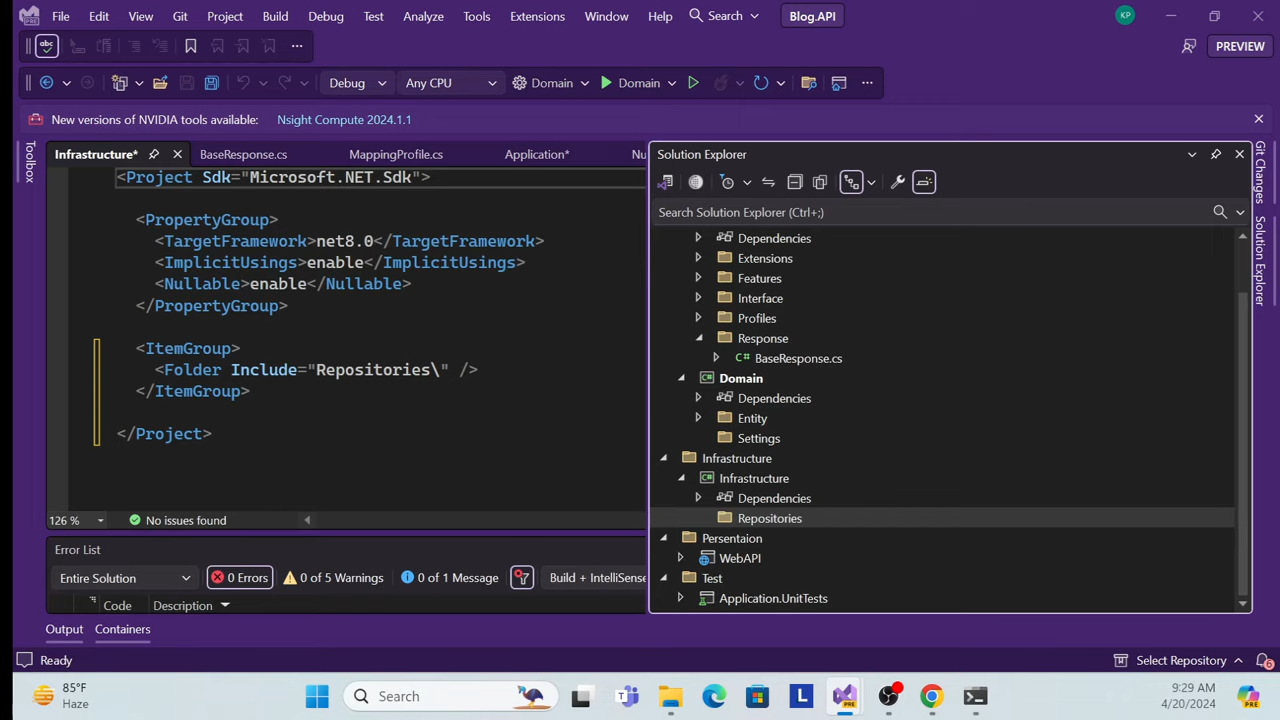 File Edit View Git Project Build Debug Test Analyze Tools Extensions Window Help Search Blog.API KP
abc PREVIEW
Debug Any CPU Domain Domain
New versions of NVIDIA tools available: Nsight Compute 2024.1.1
Toolbox
Infrastructure* BaseResponse.cs MappingProfile.cs Application* Nu
<Project Sdk="Microsoft.NET.Sdk">
<PropertyGroup>
<TargetFramework>net8.0</TargetFramework>
<ImplicitUsings>enable</ImplicitUsings>
<Nullable>enable</Nullable>
</PropertyGroup>
<ItemGroup>
<Folder Include="Repositories\" />
</ItemGroup>
</Project>
126 % No issues found
Error List
Entire Solution 0 Errors 0 of 5 Warnings 0 of 1 Message Build + IntelliSense
Code Description
Solution Explorer
Search Solution Explorer (Ctrl+;)
Dependencies
Extensions
Features
Interface
Profiles
Response
C# BaseResponse.cs
C# Domain
Dependencies
Entity
Settings
Infrastructure
C# Infrastructure
Dependencies
Repositories
Persentaion
WebAPI
Test
Application.UnitTests
Git Changes
Solution Explorer
Output Containers
Ready Select Repository 6
85°F
Haze
Search
L
PRE
9:29 AM
4/20/2024
PRE